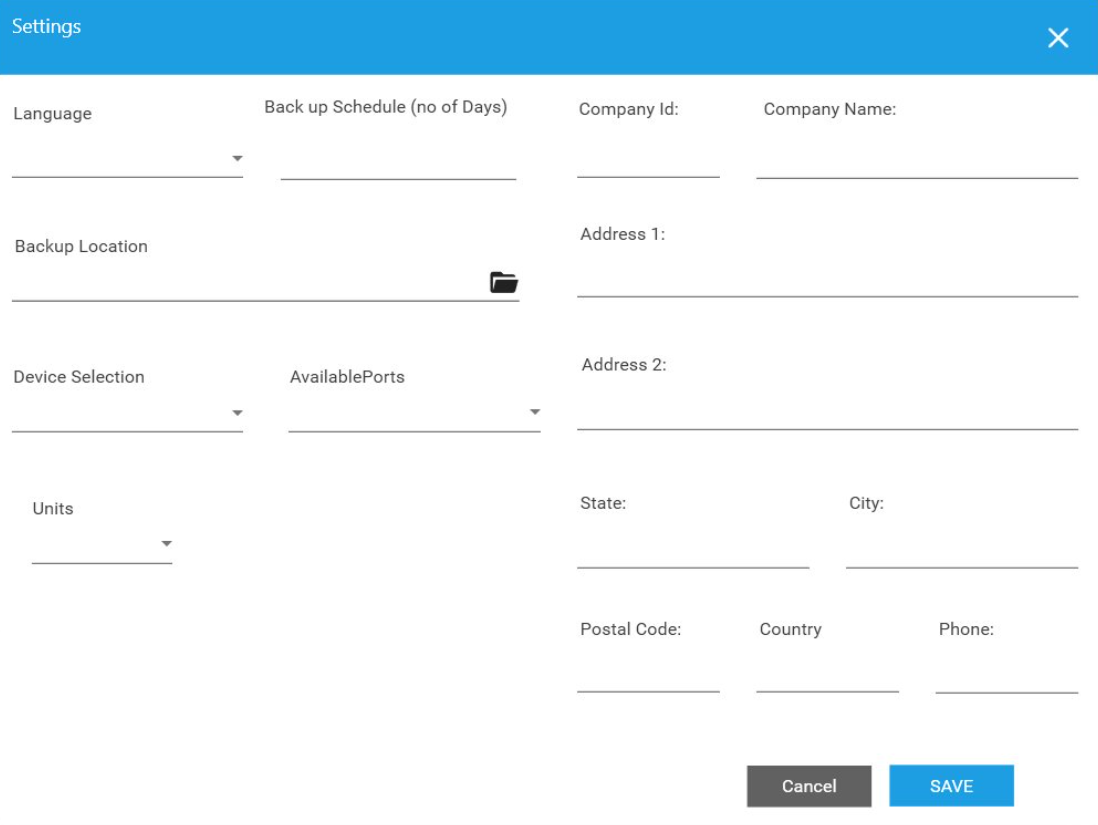 Settings
Language
Back up Schedule (no of Days)
Company Id:
Company Name:
Backup Location
Address 1:
Device Selection
AvailablePorts
Address 2:
Units
State:
City:
Postal Code:
Country
Phone:
Cancel
SAVE